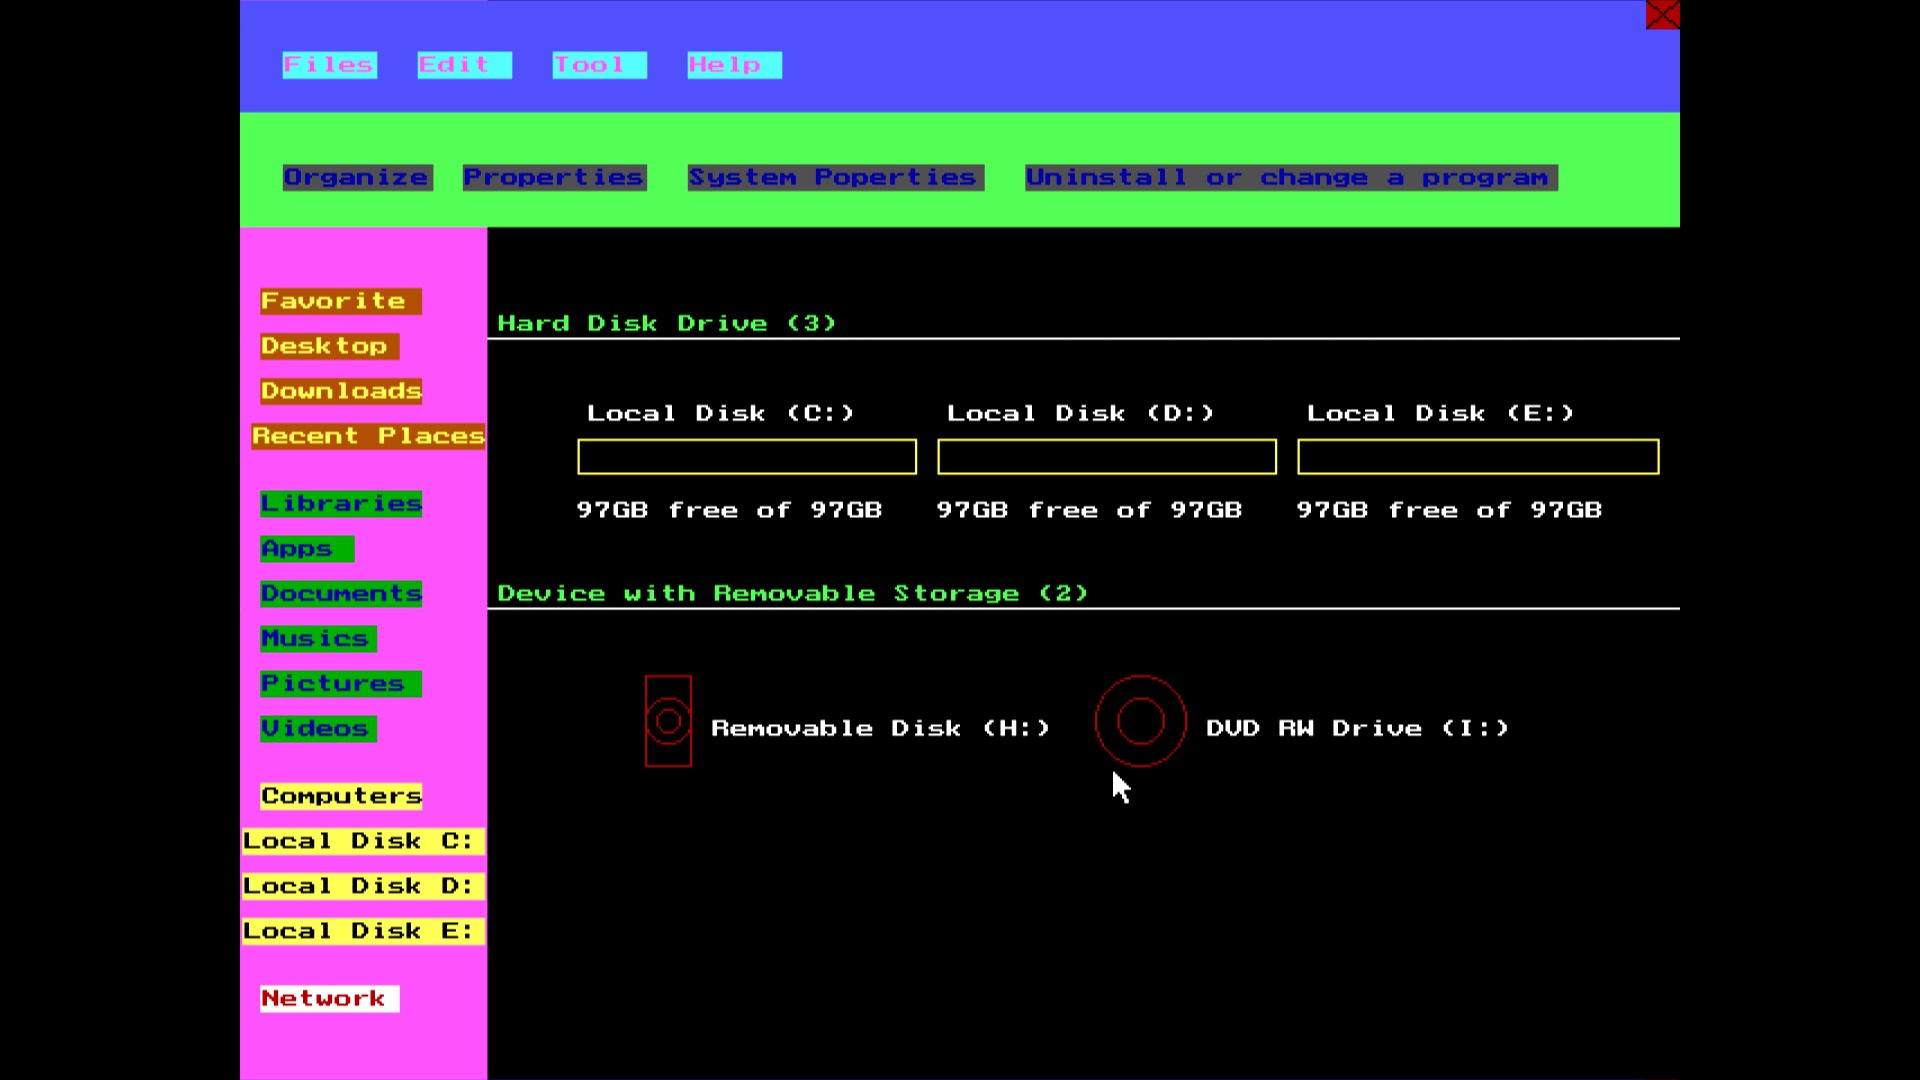 Files Edit Tool Help
Organize Properties System Poperties Uninstall or change a program
Favorite
Desktop
Downloads
Recent Places
Libraries
Apps
Documents
Musics
Pictures
Videos
Computers
Local Disk C:
Local Disk D:
Local Disk E:
Network
Hard Disk Drive (3)
Local Disk (C:) Local Disk (D:) Local Disk (E:)
97GB free of 97GB 97GB free of 97GB 97GB free of 97GB
Device with Removable Storage (2)
Removable Disk (H:) DVD RW Drive (I:)